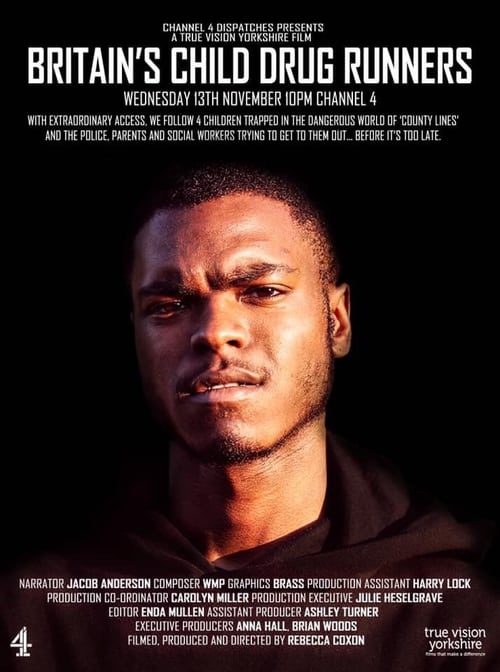 CHANNEL 4 DISPATCHES PRESENTS
A TRUE VISION YORKSHIRE FILM
BRITAIN'S CHILD DRUG RUNNERS
WEDNESDAY 13TH NOVEMBER 10PM CHANNEL 4
WITH EXTRAORDINARY ACCESS, WE FOLLOW 4 CHILDREN TRAPPED IN THE DANGEROUS WORLD OF 'COUNTY LINES'
AND THE POLICE, PARENTS AND SOCIAL WORKERS TRYING TO GET TO THEM OUT... BEFORE IT'S TOO LATE.
NARRATOR JACOB ANDERSON COMPOSER WMP GRAPHICS BRASS PRODUCTION ASSISTANT HARRY LOCK
PRODUCTION CO-ORDINATOR CAROLYN MILLER PRODUCTION EXECUTIVE JULIE HESELGRAVE
EDITOR ENDA MULLEN ASSISTANT PRODUCER ASHLEY TURNER
EXECUTIVE PRODUCERS ANNA HALL, BRIAN WOODS
FILMED, PRODUCED AND DIRECTED BY REBECCA COXON
4
true vision
yorkshire
films that make a difference